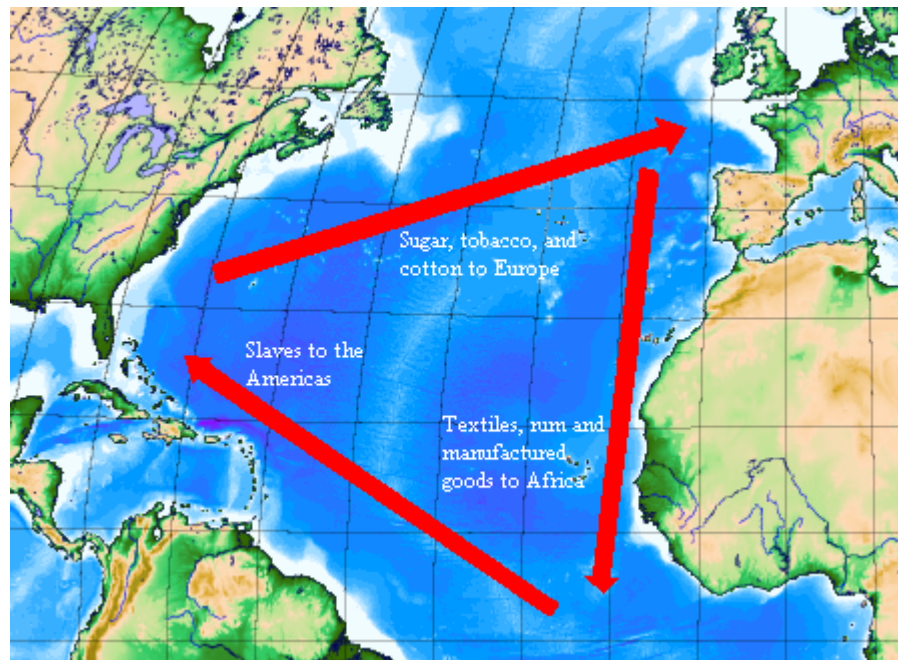 Sugar, tobacco, and
cotton to Europe
Slaves to the
Americas
Textiles, rum and
manufactured
goods to Africa